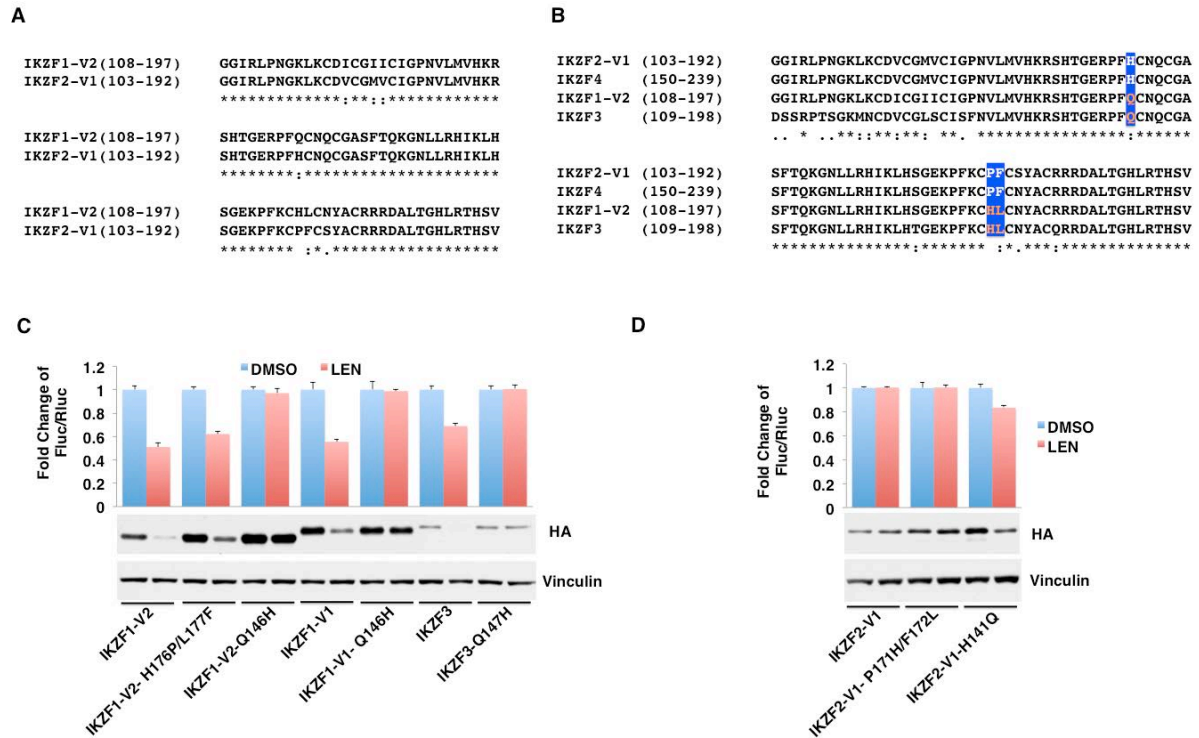 A
IKZF1-V2(108-197) GGIRLPNGKLKCDICGIICIGPNVLMVHKR
IKZF2-V1(103-192) GGIRLPNGKLKCDVCGMVCIGPNVLMVHKR
*************:**::************
IKZF1-V2(108-197) SHTGERPFQCNQCGASFTQKGNLLRHIKLH
IKZF2-V1(103-192) SHTGERPFHCNQCGASFTQKGNLLRHIKLH
********:*********************
IKZF1-V2(108-197) SGEKPFKCHLCNYACRRRDALTGHLRTHSV
IKZF2-V1(103-192) SGEKPFKCPFCSYACRRRDALTGHLRTHSV
******** :*.******************
B
IKZF2-V1 (103-192) GGIRLPNGKLKCDVCGMVCIGPNVLMVHKRSHTGERPFHCNQCGA
IKZF4 (150-239) GGIRLPNGKLKCDVCGMVCIGPNVLMVHKRSHTGERPFHCNQCGA
IKZF1-V2 (108-197) GGIRLPNGKLKCDICGIICIGPNVLMVHKRSHTGERPFQCNQCGA
IKZF3 (109-198) DSSRPTSGKMNCDVCGLSCISFNVLMVHKRSHTGERPFQCNQCGA
.. * .**::**:**: **. ****************:******
IKZF2-V1 (103-192) SFTQKGNLLRHIKLHSGEKPFKCPFCSYACRRRDALTGHLRTHSV
IKZF4 (150-239) SFTQKGNLLRHIKLHSGEKPFKCPFCSYACRRRDALTGHLRTHSV
IKZF1-V2 (108-197) SFTQKGNLLRHIKLHSGEKPFKCHLCNYACRRRDALTGHLRTHSV
IKZF3 (109-198) SFTQKGNLLRHIKLHTGEKPFKCHLCNYACQRRDALTGHLRTHSV
***************:******* :*.***:**************
C
Fold Change of
Fluc/Rluc
1.2
1
0.8
0.6
0.4
0.2
0
DMSO LEN
HA
Vinculin
IKZF1-V2
IKZF1-V2- H176P/L177F
IKZF1-V2-Q146H
IKZF1-V1
IKZF1-V1- Q146H
IKZF3
IKZF3-Q147H
D
Fold Change of
Fluc/Rluc
1.2
1
0.8
0.6
0.4
0.2
0
DMSO
LEN
HA
Vinculin
IKZF2-V1
IKZF2-V1- P171H/F172L
IKZF2-V1-H141Q